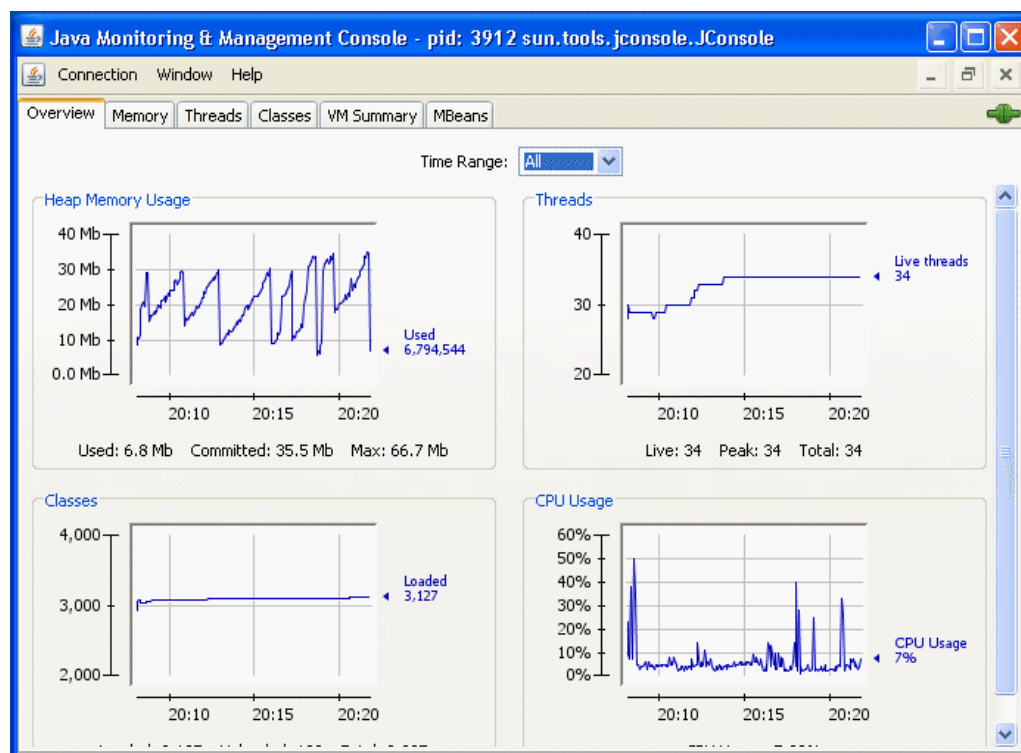 Java Monitoring & Management Console - pid: 3912 sun.tools.jconsole.JConsole
Connection Window Help
Overview Memory Threads Classes VM Summary MBeans
Time Range: All
Heap Memory Usage
40 Mb
30 Mb
20 Mb
10 Mb
0.0 Mb
Used
6,794,544
20:10 20:15 20:20
Used: 6.8 Mb Committed: 35.5 Mb Max: 66.7 Mb
Threads
40
30
20
Live threads
34
20:10 20:15 20:20
Live: 34 Peak: 34 Total: 34
Classes
4,000
3,000
2,000
Loaded
3,127
20:10 20:15 20:20
CPU Usage
60%
50%
40%
30%
20%
10%
0%
CPU Usage
7%
20:10 20:15 20:20